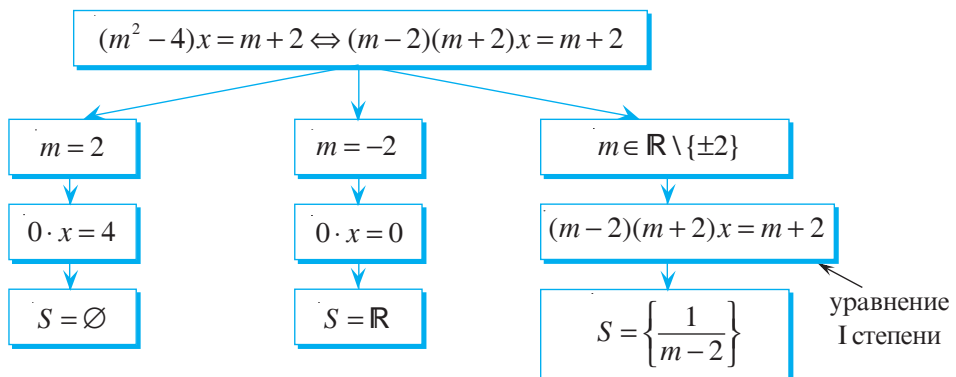 (m² − 4)x = m + 2 ⇔ (m − 2)(m + 2)x = m + 2
m = 2
m = −2
m ∈ ℝ \ {±2}
0 · x = 4
0 · x = 0
(m − 2)(m + 2)x = m + 2
S = ∅
S = ℝ
S = {1/(m − 2)}
уравнение
I степени